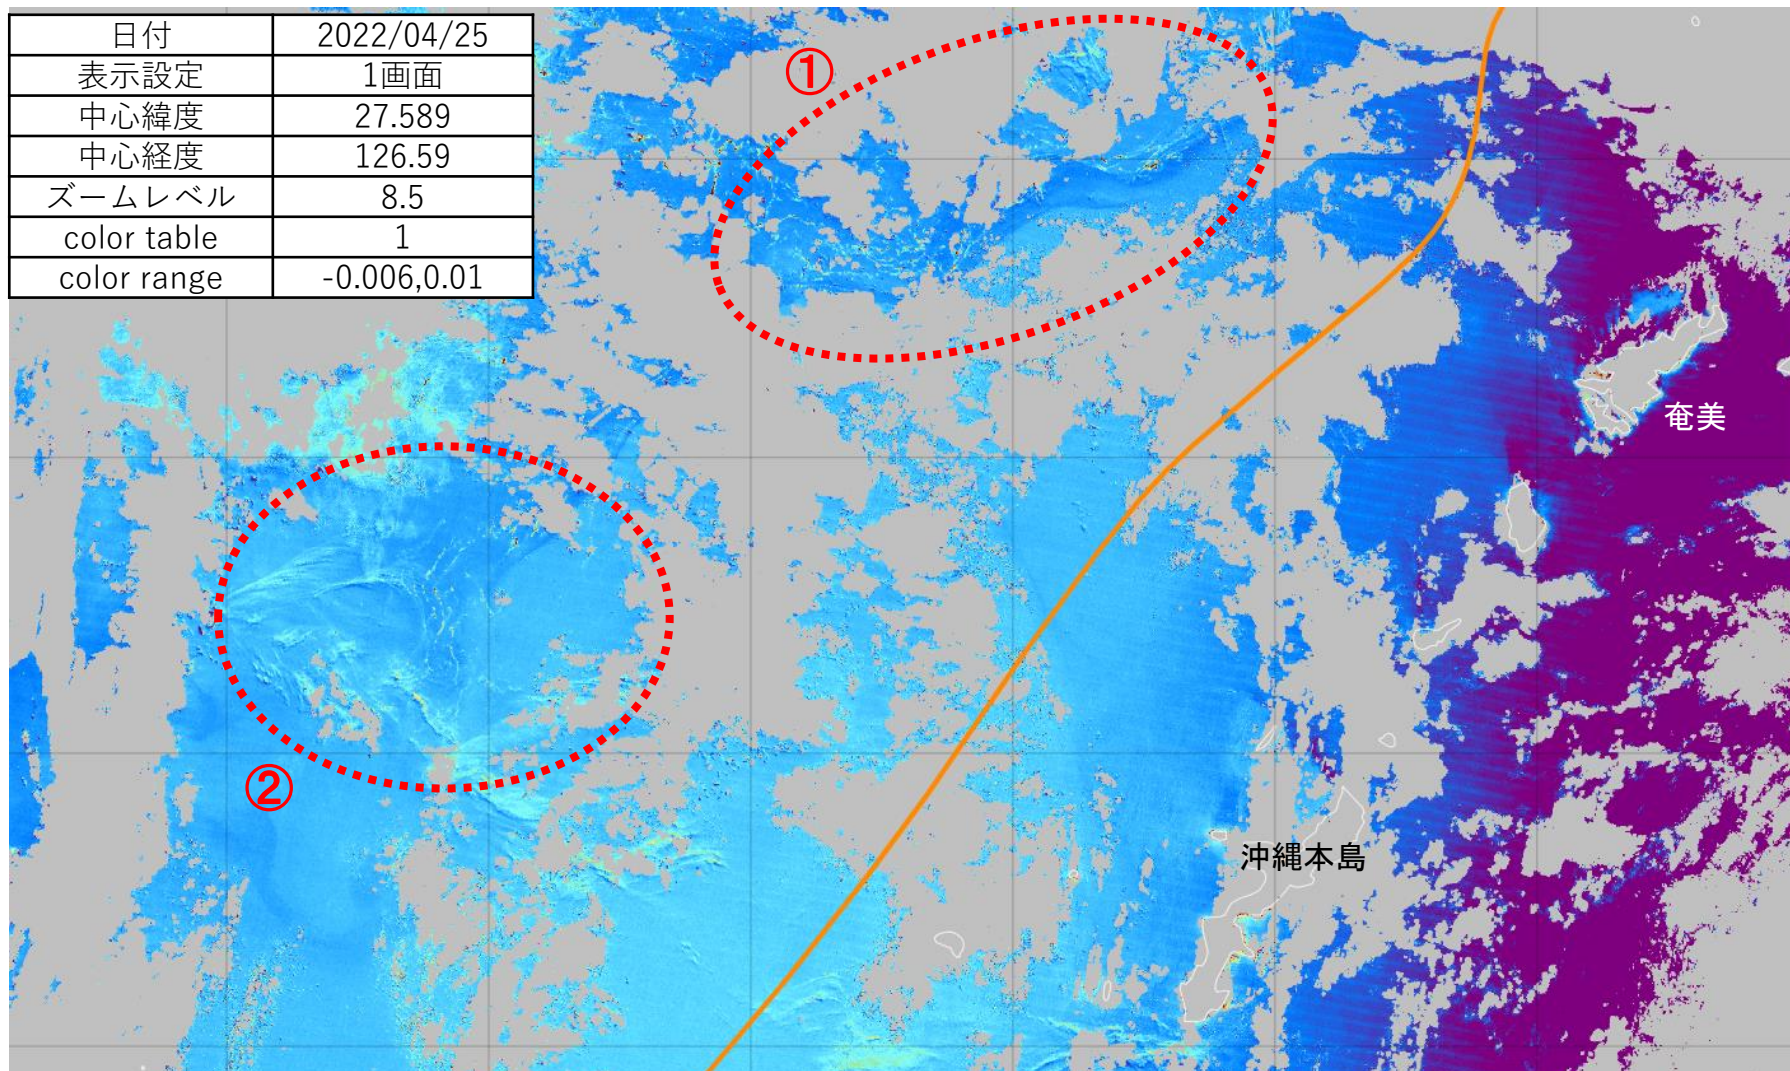 日付 2022/04/25
表示設定 1画面
中心緯度 27.589
中心経度 126.59
ズームレベル 8.5
color table 1
color range -0.006,0.01
①
奄美
②
沖縄本島